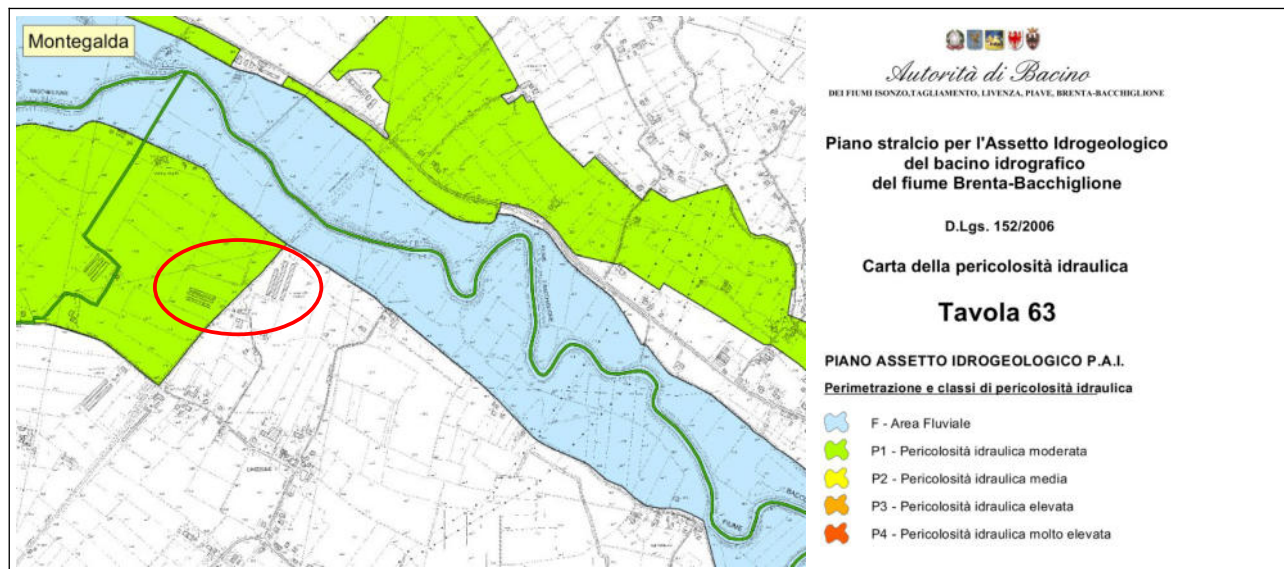 Montegalda
Autorità di Bacino
DEI FIUMI ISONZO,TAGLIAMENTO, LIVENZA, PIAVE, BRENTA-BACCHIGLIONE
Piano stralcio per l'Assetto Idrogeologico
del bacino idrografico
del fiume Brenta-Bacchiglione
D.Lgs. 152/2006
Carta della pericolosità idraulica
Tavola 63
PIANO ASSETTO IDROGEOLOGICO P.A.I.
Perimetrazione e classi di pericolosità idraulica
F - Area Fluviale
P1 - Pericolosità idraulica moderata
P2 - Pericolosità idraulica media
P3 - Pericolosità idraulica elevata
P4 - Pericolosità idraulica molto elevata
FIUME